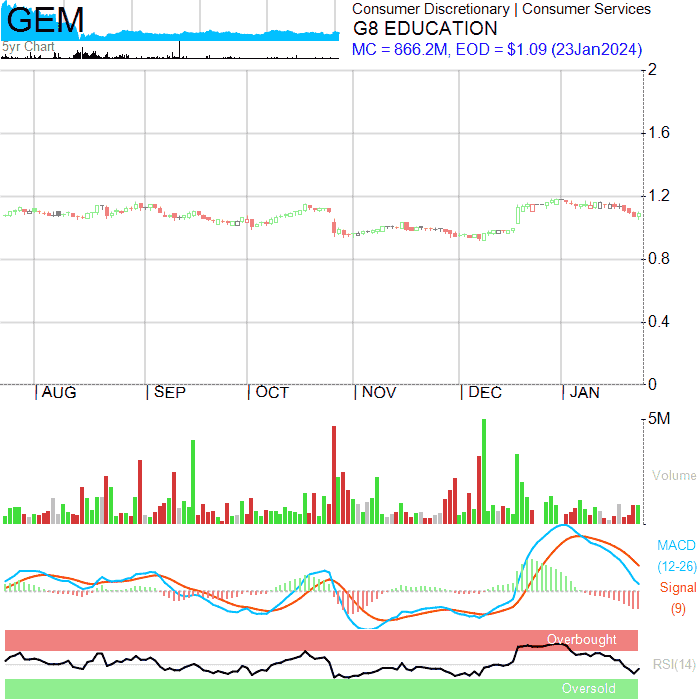 GEM
5yr Chart
Consumer Discretionary | Consumer Services
G8 EDUCATION
MC = 866.2M, EOD = $1.09 (23Jan2024)
2
1.6
1.2
0.8
0.4
0
AUG SEP OCT NOV DEC JAN
5M
Volume
MACD
(12-26)
Signal
(9)
Overbought
RSI(14)
Oversold